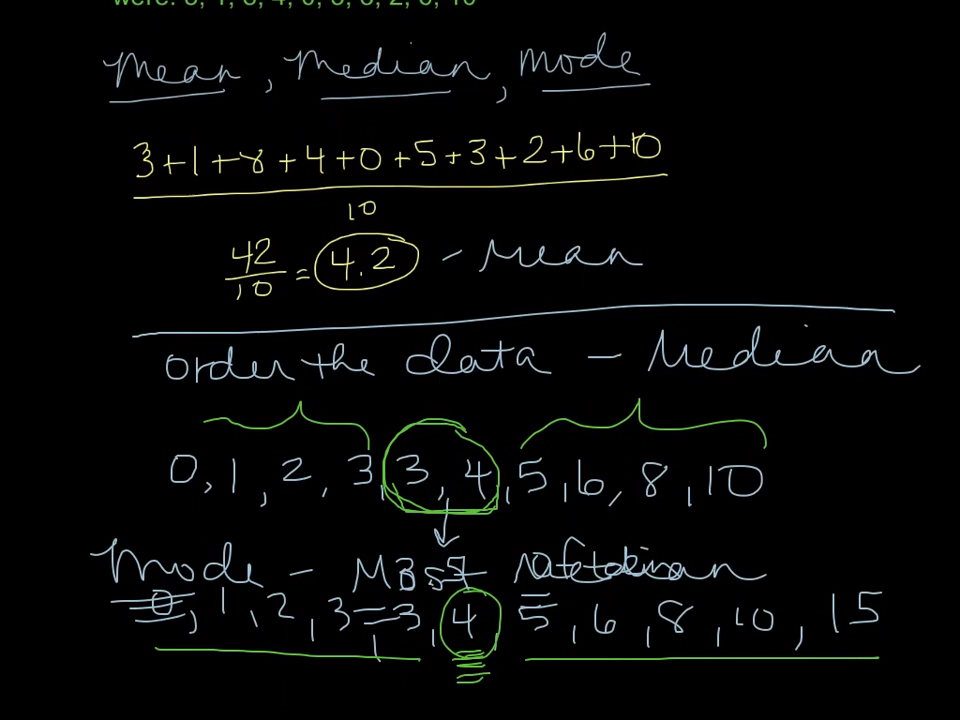 mean, median, mode
3+1+8+4+0+5+3+2+6+10
10
42
10
= 4.2 - Mean
order the data - Median
0, 1, 2, 3, 3, 4, 5, 6, 8, 10
Mode -
0, 1, 2, 3, 3, 4, 5, 6, 8, 10, 15